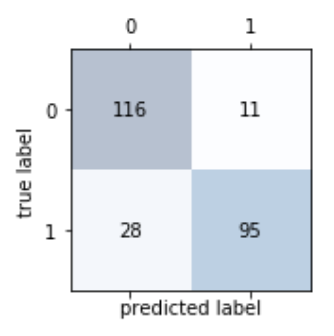 0 1
true label
0 116 11
1 28 95
predicted label